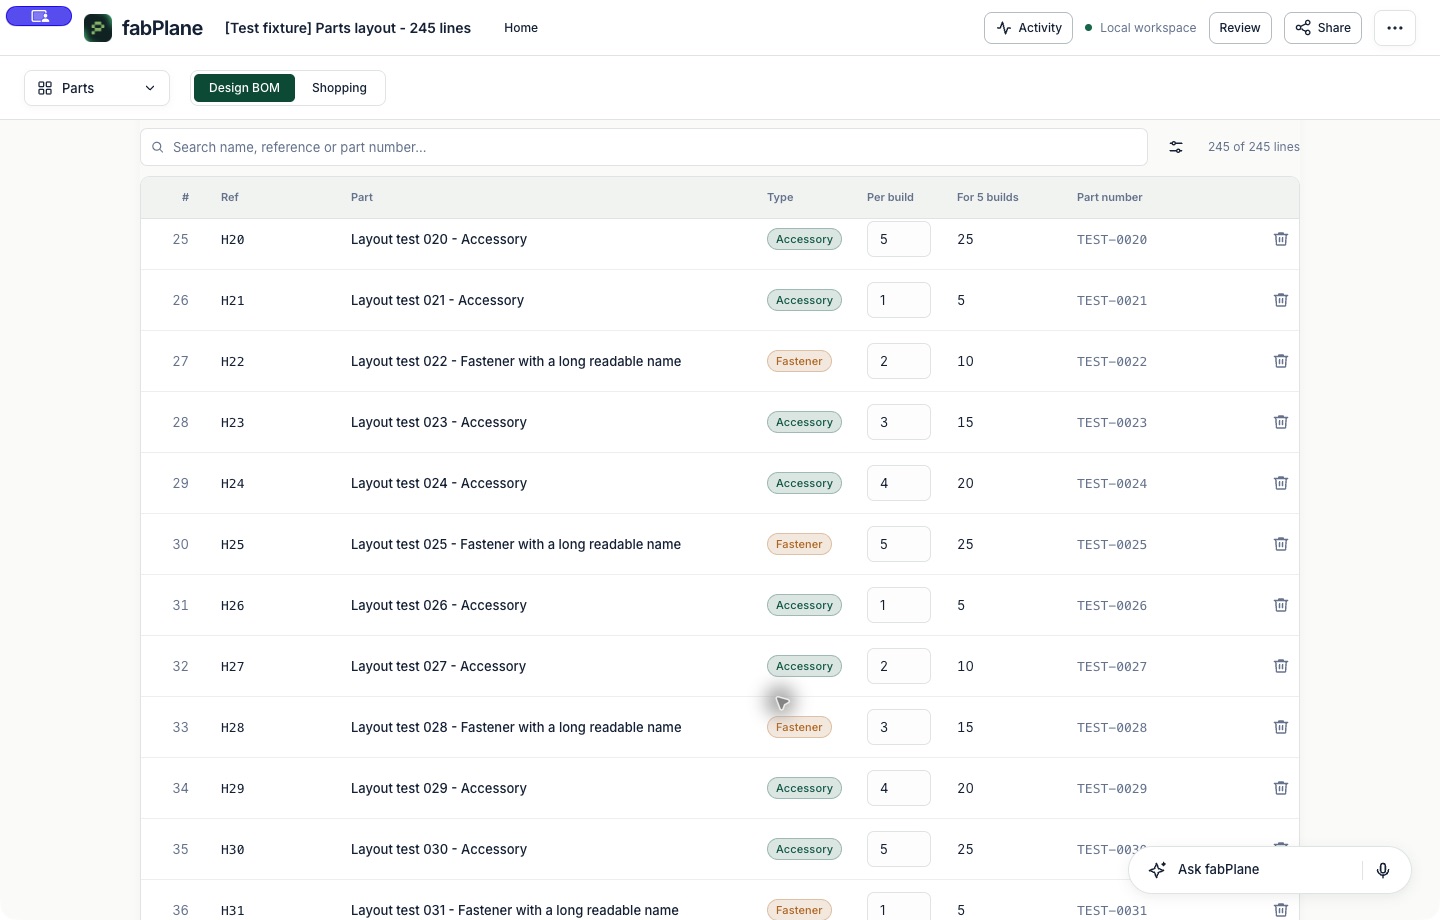 fabPlane
[Test fixture] Parts layout - 245 lines
Home
Activity
Local workspace
Review
Share
Parts
Design BOM
Shopping
Search name, reference or part number...
245 of 245 lines
# Ref Part Type Per build For 5 builds Part number
25 H20 Layout test 020 - Accessory Accessory 5 25 TEST-0020
26 H21 Layout test 021 - Accessory Accessory 1 5 TEST-0021
27 H22 Layout test 022 - Fastener with a long readable name Fastener 2 10 TEST-0022
28 H23 Layout test 023 - Accessory Accessory 3 15 TEST-0023
29 H24 Layout test 024 - Accessory Accessory 4 20 TEST-0024
30 H25 Layout test 025 - Fastener with a long readable name Fastener 5 25 TEST-0025
31 H26 Layout test 026 - Accessory Accessory 1 5 TEST-0026
32 H27 Layout test 027 - Accessory Accessory 2 10 TEST-0027
33 H28 Layout test 028 - Fastener with a long readable name Fastener 3 15 TEST-0028
34 H29 Layout test 029 - Accessory Accessory 4 20 TEST-0029
35 H30 Layout test 030 - Accessory Accessory 5 25 TEST-0030
36 H31 Layout test 031 - Fastener with a long readable name Fastener 1 5 TEST-0031
Ask fabPlane